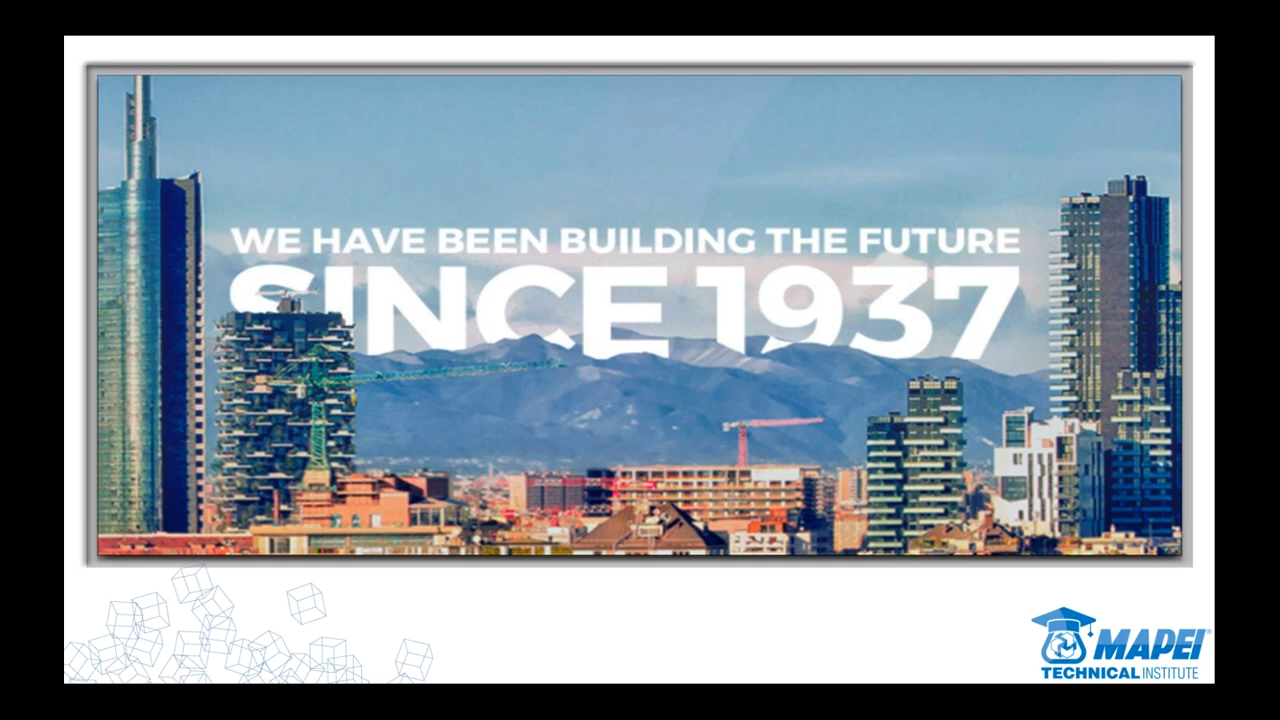 WE HAVE BEEN BUILDING THE FUTURE
SINCE 1937
MAPEI®
TECHNICAL INSTITUTE